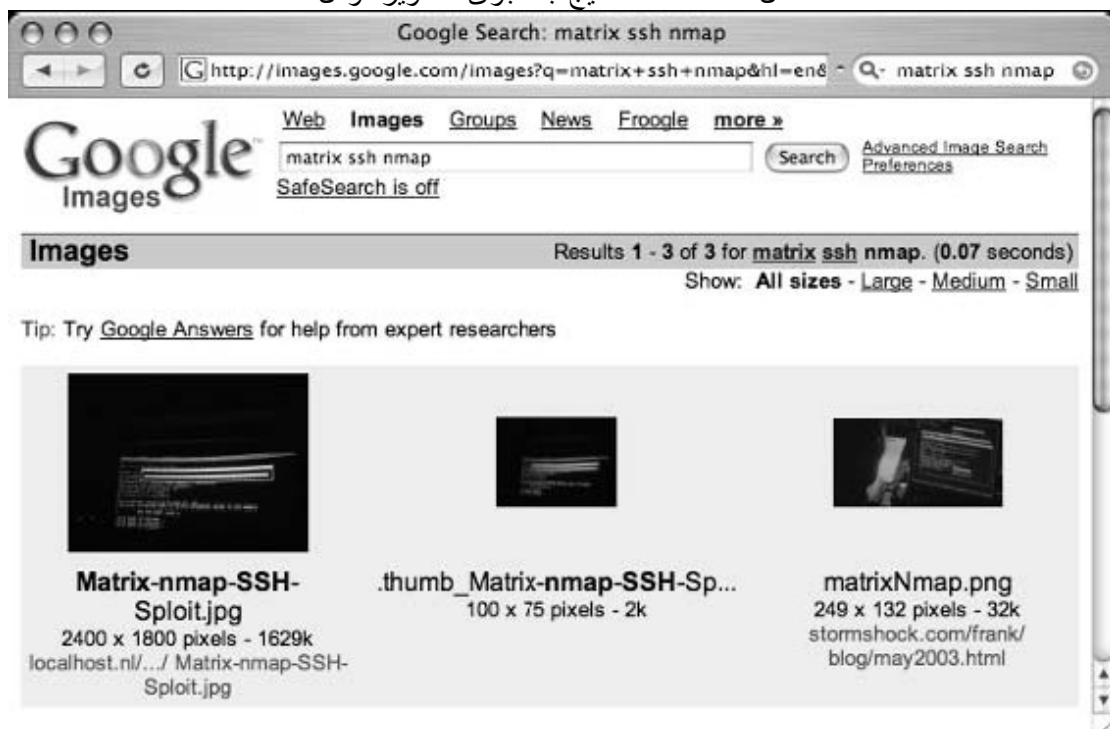 Google Search: matrix ssh nmap
http://images.google.com/images?q=matrix+ssh+nmap&hl=en&
matrix ssh nmap
Web Images Groups News Froogle more »
Google™
Images
matrix ssh nmap
Search
Advanced Image Search
Preferences
SafeSearch is off
Images
Results 1 - 3 of 3 for matrix ssh nmap. (0.07 seconds)
Show: All sizes - Large - Medium - Small
Tip: Try Google Answers for help from expert researchers
Matrix-nmap-SSH-
Sploit.jpg
2400 x 1800 pixels - 1629k
localhost.nl/.../ Matrix-nmap-SSH-
Sploit.jpg
.thumb_Matrix-nmap-SSH-Sp...
100 x 75 pixels - 2k
matrixNmap.png
249 x 132 pixels - 32k
stormshock.com/frank/
blog/may2003.html